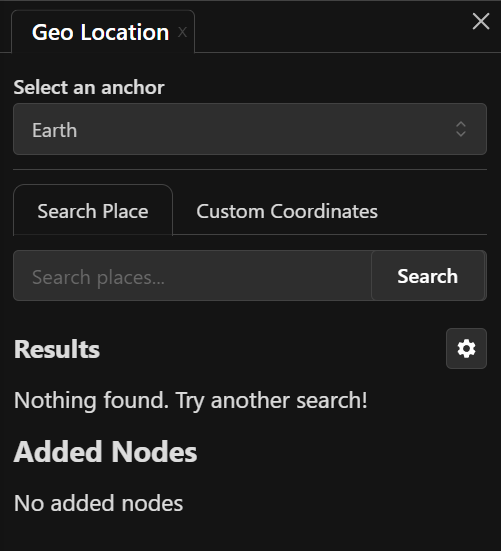 Geo Location x
Select an anchor
Earth
Search Place Custom Coordinates
Search places... Search
Results
Nothing found. Try another search!
Added Nodes
No added nodes